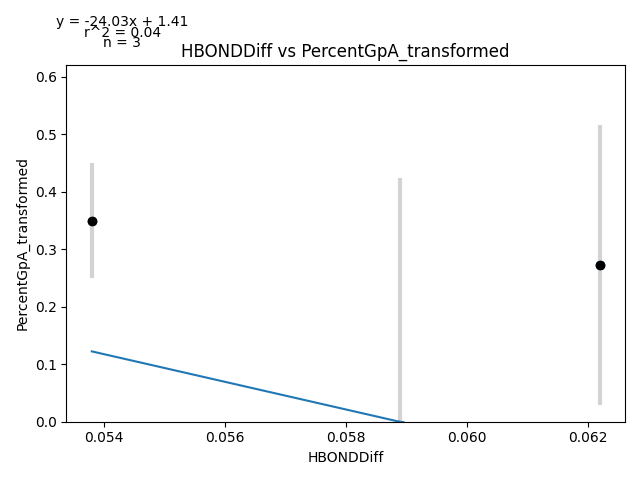 y = -24.03x + 1.41
r^2 = 0.04
n = 3
HBONDDiff vs PercentGpA_transformed
PercentGpA_transformed
0.6
0.5
0.4
0.3
0.2
0.1
0.0
0.054 0.056 0.058 0.060 0.062
HBONDDiff